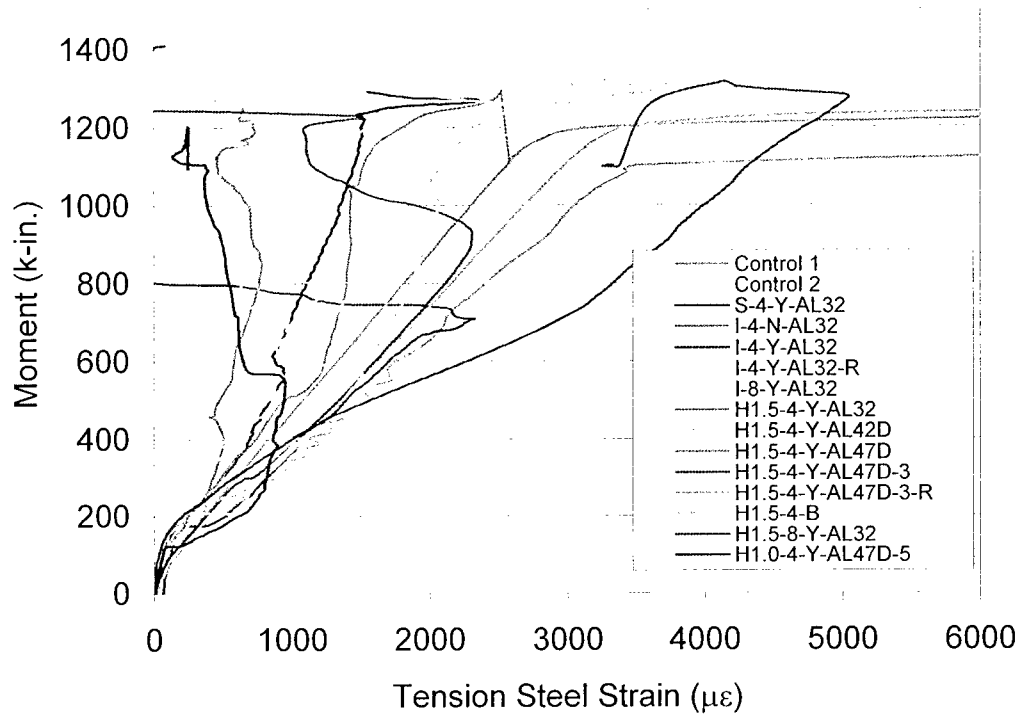 1400
1200
1000
800
600
400
200
0
Moment (k-in.)
0 1000 2000 3000 4000 5000 6000
Tension Steel Strain (με)
Control 1
Control 2
S-4-Y-AL32
I-4-N-AL32
I-4-Y-AL32
I-4-Y-AL32-R
I-8-Y-AL32
H1.5-4-Y-AL32
H1.5-4-Y-AL42D
H1.5-4-Y-AL47D
H1.5-4-Y-AL47D-3
H1.5-4-Y-AL47D-3-R
H1.5-4-B
H1.5-8-Y-AL32
H1.0-4-Y-AL47D-5